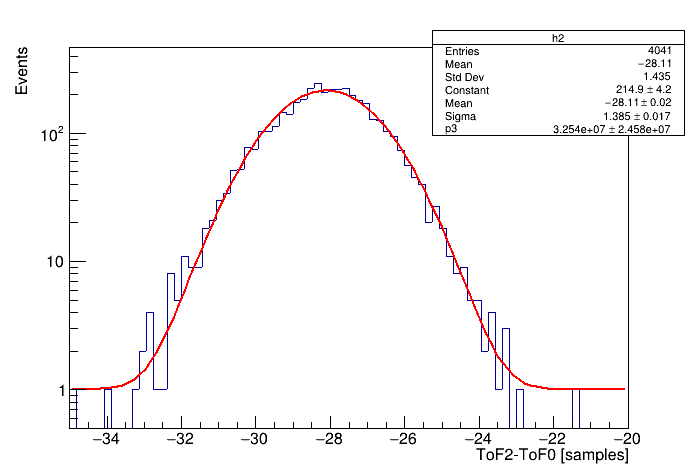 h2
Entries 4041
Mean −28.11
Std Dev 1.435
Constant 214.9 ± 4.2
Mean −28.11 ± 0.02
Sigma 1.385 ± 0.017
p3 3.254e+07 ± 2.458e+07
Events
10²
10
1
−34 −32 −30 −28 −26 −24 −22 −20
ToF2-ToF0 [samples]